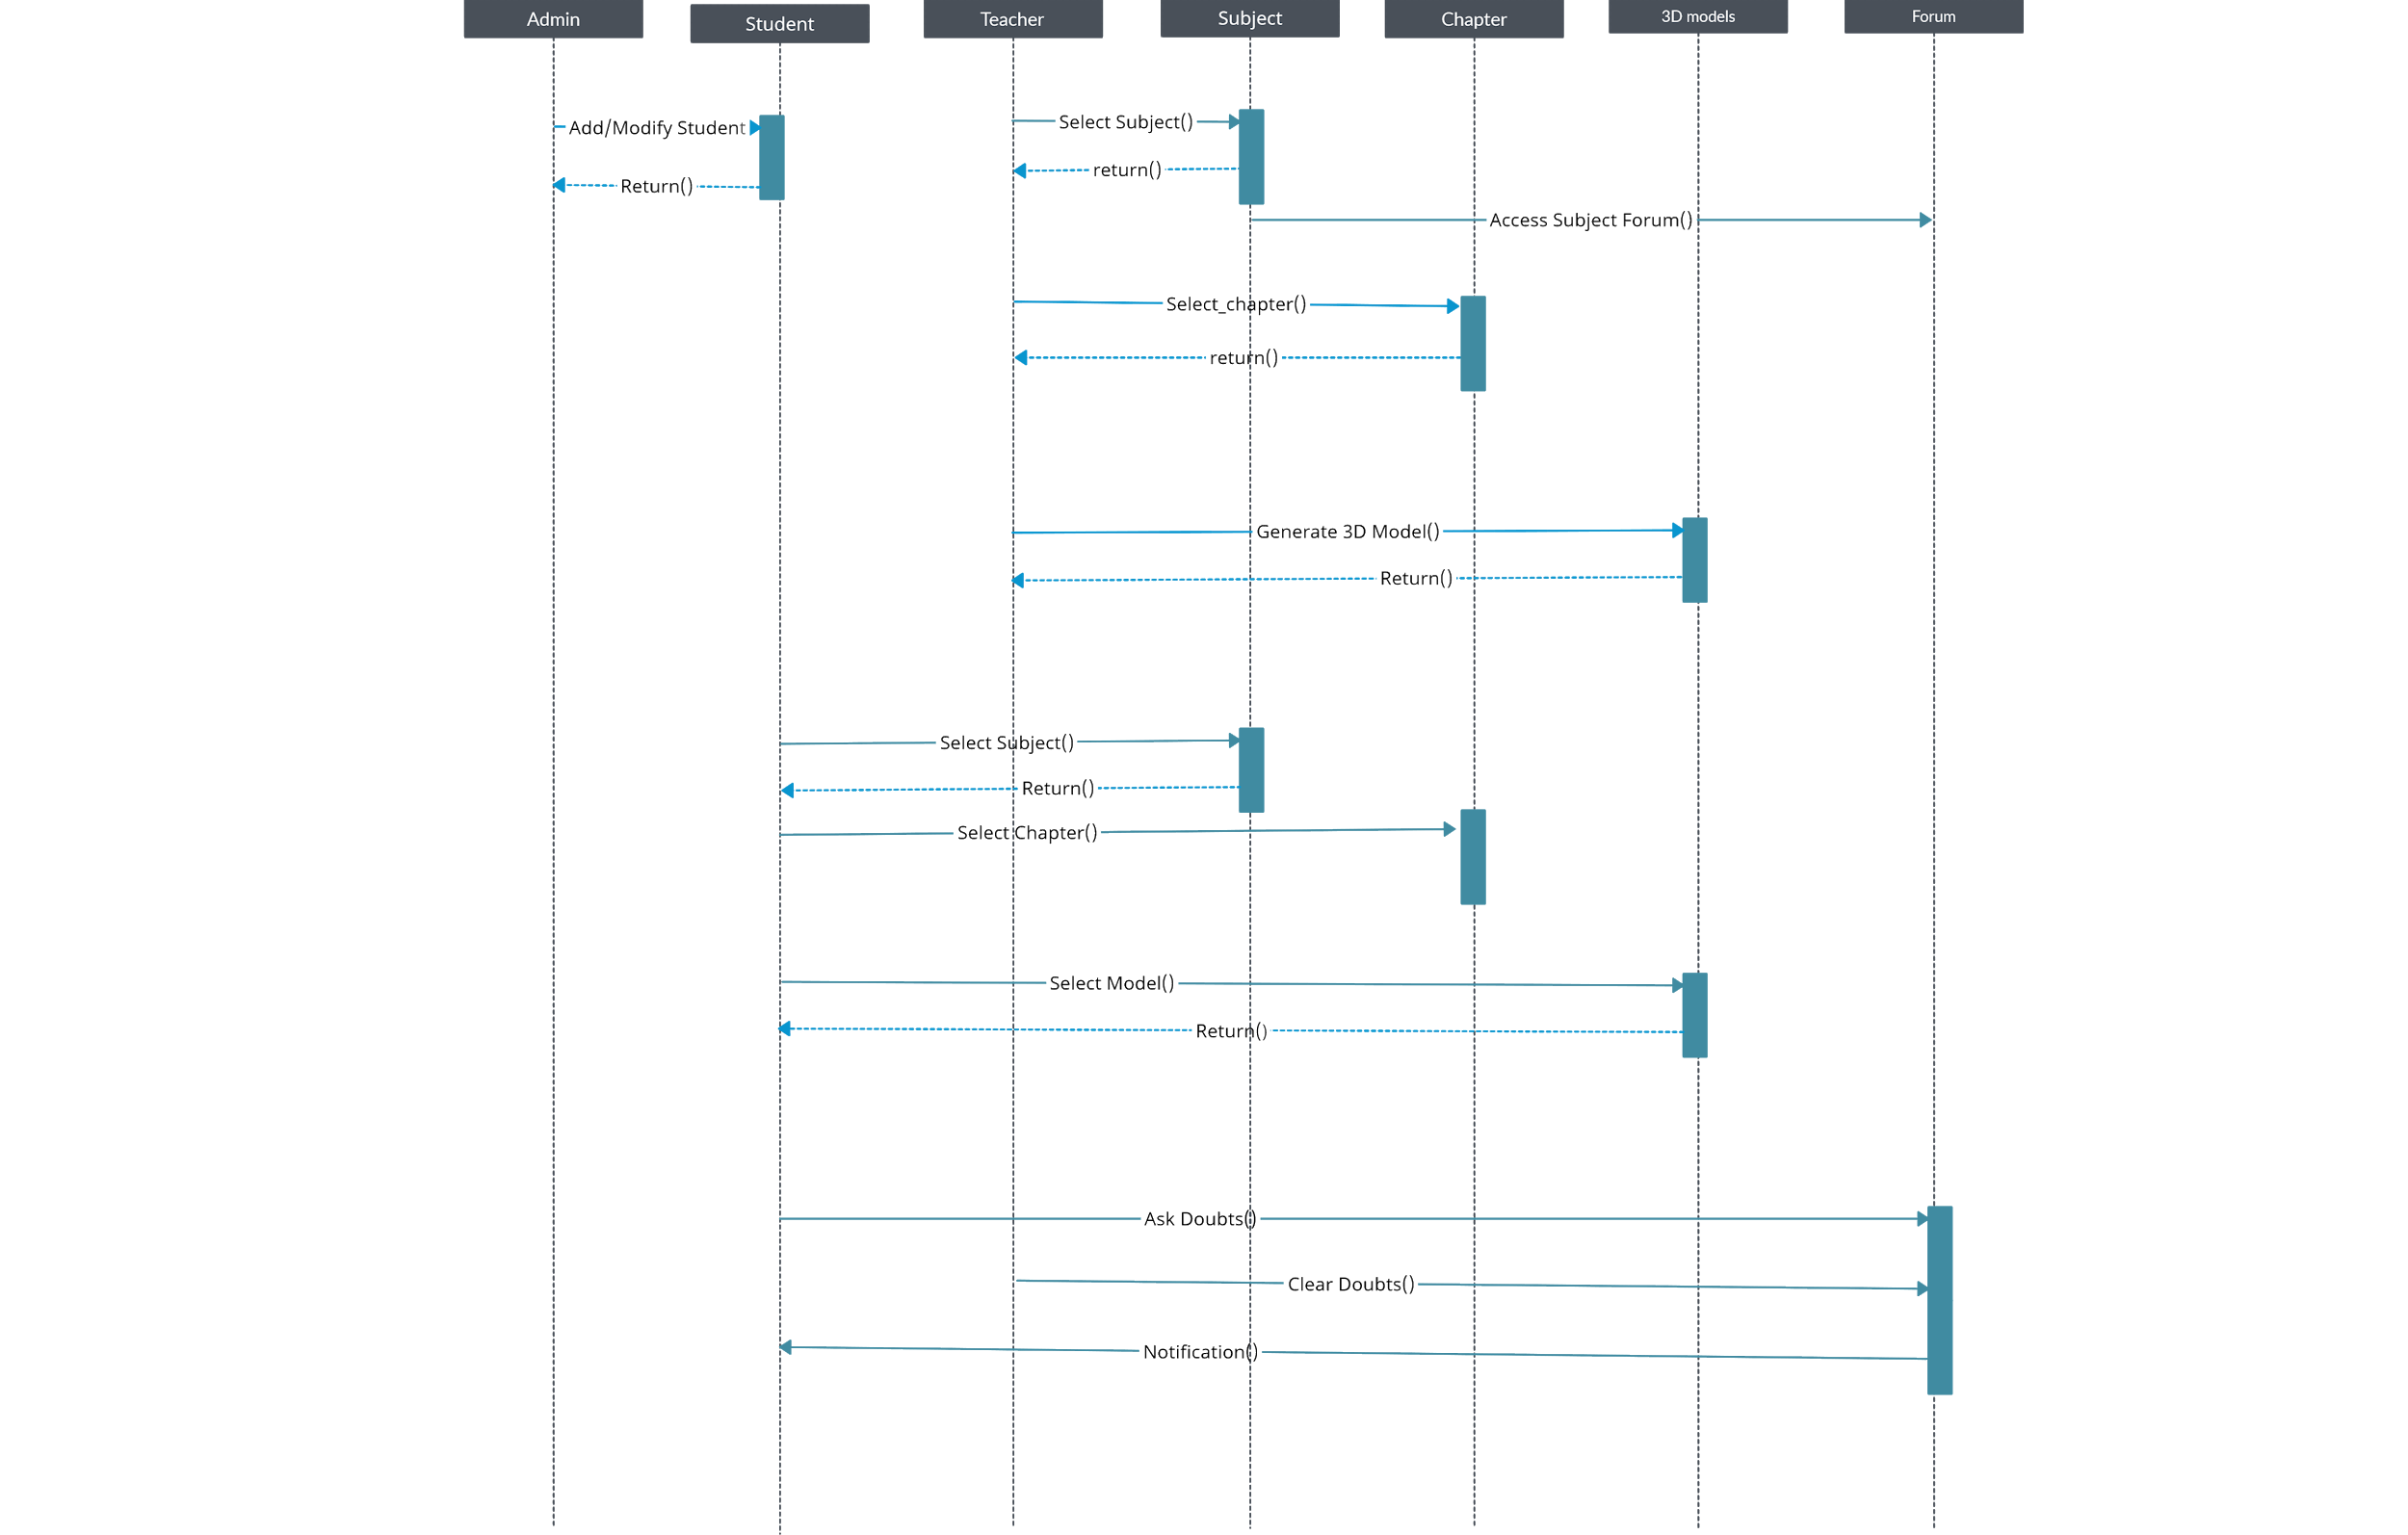 Admin
Student
Teacher
Subject
Chapter
3D models
Forum
Add/Modify Student
Select Subject()
return()
Return()
Access Subject Forum()
Select_chapter()
return()
Generate 3D Model()
Return()
Select Subject()
Return()
Select Chapter()
Select Model()
Return()
Ask Doubts()
Clear Doubts()
Notification()